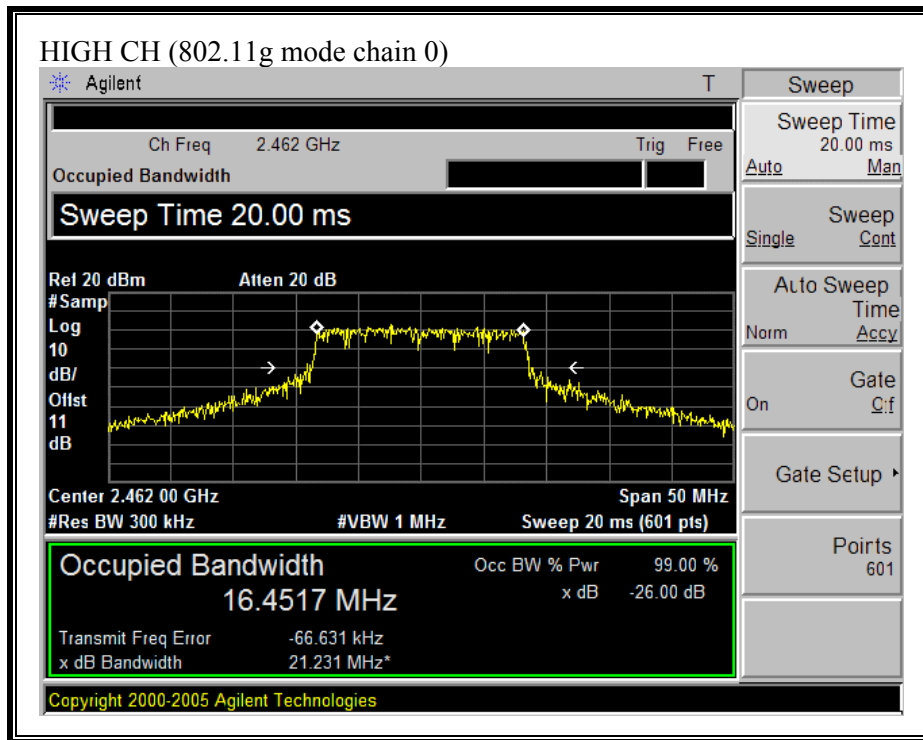 HIGH CH (802.11g mode chain 0)
Agilent T
Ch Freq 2.462 GHz Trig Free
Occupied Bandwidth
Sweep Time 20.00 ms
Ref 20 dBm Atten 20 dB
#Samp
Log
10
dB/
Offst
11
dB
Center 2.462 00 GHz Span 50 MHz
#Res BW 300 kHz #VBW 1 MHz Sweep 20 ms (601 pts)
Occupied Bandwidth
16.4517 MHz
Occ BW % Pwr 99.00 %
x dB -26.00 dB
Transmit Freq Error -66.631 kHz
x dB Bandwidth 21.231 MHz*
Copyright 2000-2005 Agilent Technologies
Sweep
Sweep Time
20.00 ms
Auto Man
Sweep
Single Cont
Auto Sweep
Time
Norm Accy
Gate
On Off
Gate Setup
Points
601